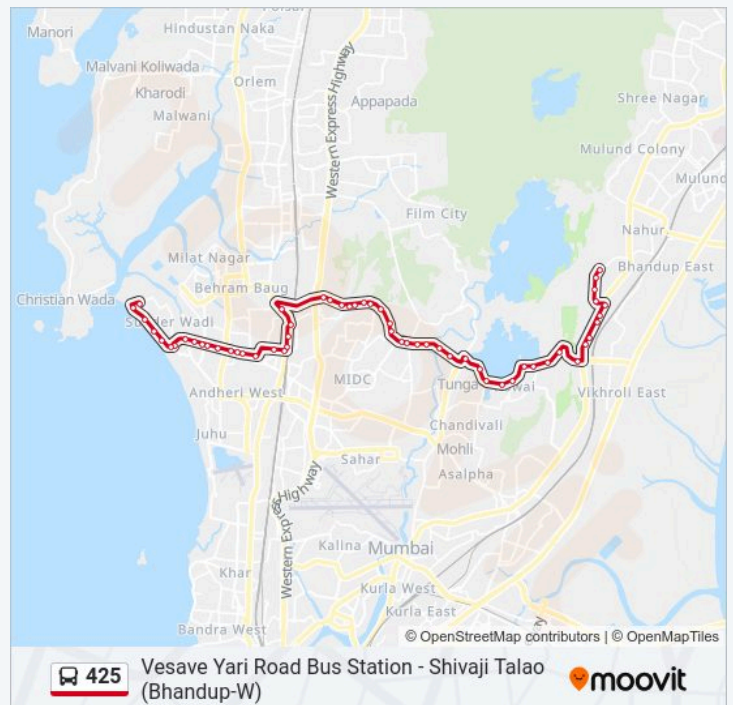 Manori
Hindustan Naka
Malvani Koliwada
Kharodi
Malwani
Orlem
Western Express Highway
Appapada
Shree Nagar
Mulund Colony
Mulund
Film City
Nahur
Bhandup East
Milat Nagar
Behram Baug
Christian Wada
Andheri West
MIDC
Tunga
Vikhroli East
Chandivali
Juhu
Mohli
Sahar
Asalpha
Western Express Highway
Kalina
Mumbai
Khar
Kurla West
Kurla East
Bandra West
© OpenStreetMap contributors | © OpenMapTiles
425
Vesave Yari Road Bus Station - Shivaji Talao
(Bhandup-W)
moovit